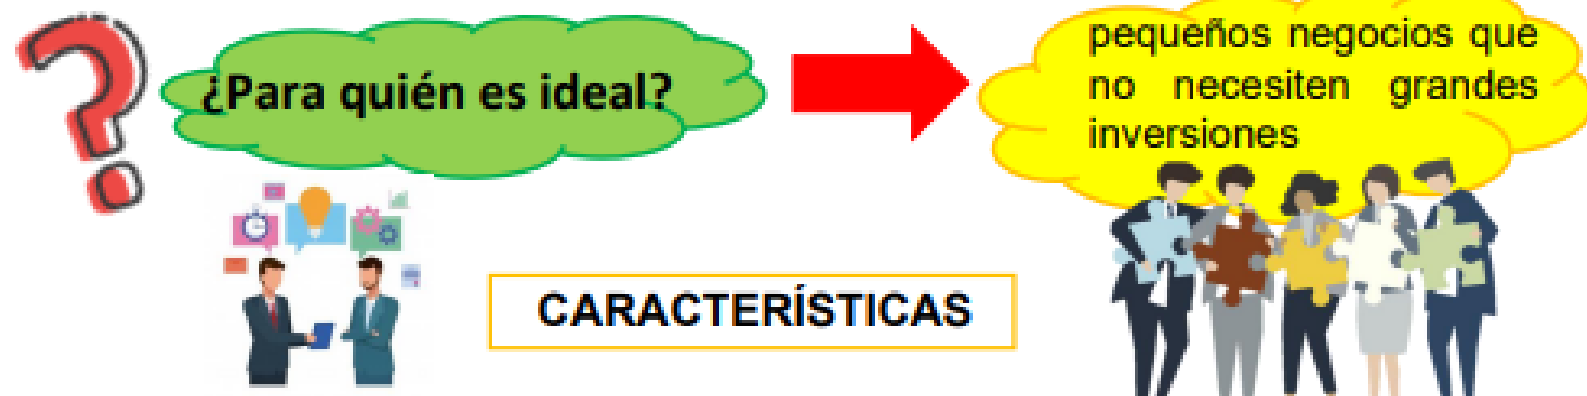 ¿Para quién es ideal?
pequeños negocios que
no necesiten grandes
inversiones
CARACTERÍSTICAS